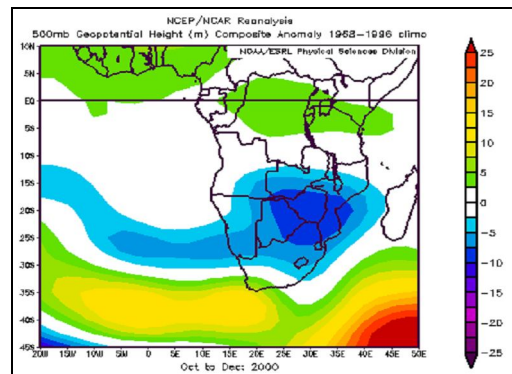 NCEP/NCAR Reanalysis
500mb Geopotential Height (m) Composite Anomaly 1968-1996 climo
NOAA/ESRL Physical Sciences Division
10N
5N
EQ
5S
10S
15S
20S
25S
30S
35S
40S
45S
20W 15W 10W 5W 0 5E 10E 15E 20E 25E 30E 35E 40E 45E 50E
Oct to Dec: 2000
25
20
15
10
5
0
-5
-10
-15
-20
-25